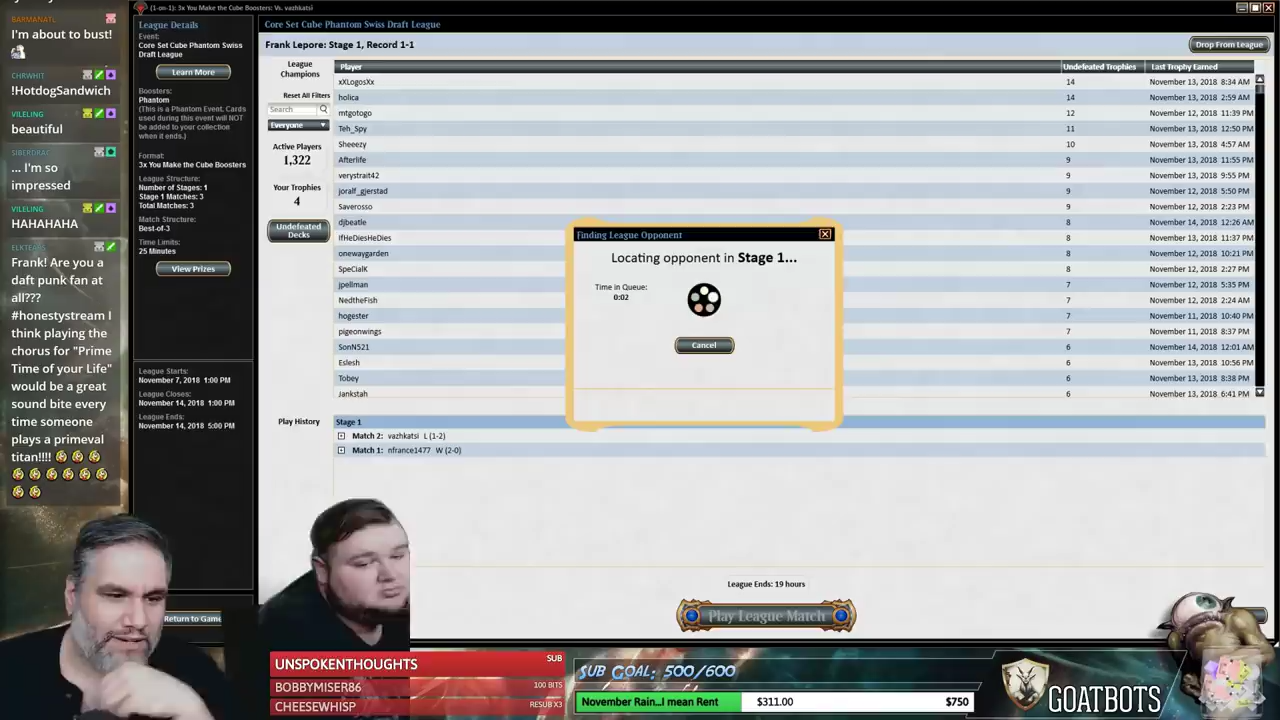 (1-on-1): 3x You Make the Cube Boosters: Vs. vazhkatsi
BARMANATL
I'm about to bust!
CHRWHIT
!HotdogSandwich
VILELING
beautiful
SIBERDRAC
... I'm so
impressed
VILELING
HAHAHAHA
Frank! Are you a
daft punk fan at
all???
#honestystream I
think playing the
chorus for "Prime
Time of your Life"
would be a great
sound bite every
time someone
plays a primeval
titan!!!!
League Details
Event:
Core Set Cube Phantom Swiss
Draft League
Learn More
Boosters:
Phantom
(This is a Phantom Event. Cards
used during this event will NOT
be added to your collection
when it ends.)
Format:
3x You Make the Cube Boosters
League Structure:
Number of Stages: 1
Stage 1 Matches: 3
Total Matches: 3
Match Structure:
Best-of-3
Time Limits:
25 Minutes
View Prizes
League Starts:
November 7, 2018 1:00 PM
League Closes:
November 14, 2018 1:00 PM
League Ends:
November 14, 2018 5:00 PM
Return to Game
Core Set Cube Phantom Swiss Draft League
Frank Lepore: Stage 1, Record 1-1
Drop From League
League
Champions
Reset All Filters
Search
Everyone
Active Players
1,322
Your Trophies
4
Undefeated
Decks
Player Undefeated Trophies Last Trophy Earned
xXLogosXx 14 November 13, 2018 8:34 AM
holica 14 November 13, 2018 2:59 AM
mtgotogo 12 November 12, 2018 11:39 PM
Teh_Spy 11 November 13, 2018 12:50 PM
Sheeezy 10 November 12, 2018 4:57 AM
Afterlife 9 November 13, 2018 11:55 PM
verystrait42 9 November 13, 2018 9:55 PM
joralf_gjerstad 9 November 12, 2018 5:50 PM
Saverosso 9 November 12, 2018 2:23 PM
djbeatle 8 November 14, 2018 12:26 AM
IfHeDiesHeDies 8 November 13, 2018 11:37 PM
onewaygarden 8 November 12, 2018 10:21 PM
SpeCialK 8 November 12, 2018 2:27 PM
jpellman 7 November 12, 2018 5:35 PM
NedtheFish 7 November 12, 2018 2:24 AM
hogester 7 November 11, 2018 10:40 PM
pigeonwings 7 November 11, 2018 8:37 PM
SonN521 6 November 14, 2018 12:01 AM
Eslesh 6 November 13, 2018 10:56 PM
Tobey 6 November 13, 2018 8:38 PM
Jankstah 6 November 13, 2018 6:41 PM
Finding League Opponent
Locating opponent in Stage 1...
Time in Queue:
0:02
Cancel
Play History
Stage 1
Match 2: vazhkatsi L (1-2)
Match 1: nfrance1477 W (2-0)
League Ends: 19 hours
Play League Match
UNSPOKENTHOUGHTS SUB
BOBBYMISER86 100 BITS
CHEESEWHISP RESUB X3
SUB GOAL: 500/600
November Rain...I mean Rent $311.00 $750
GOATBOTS